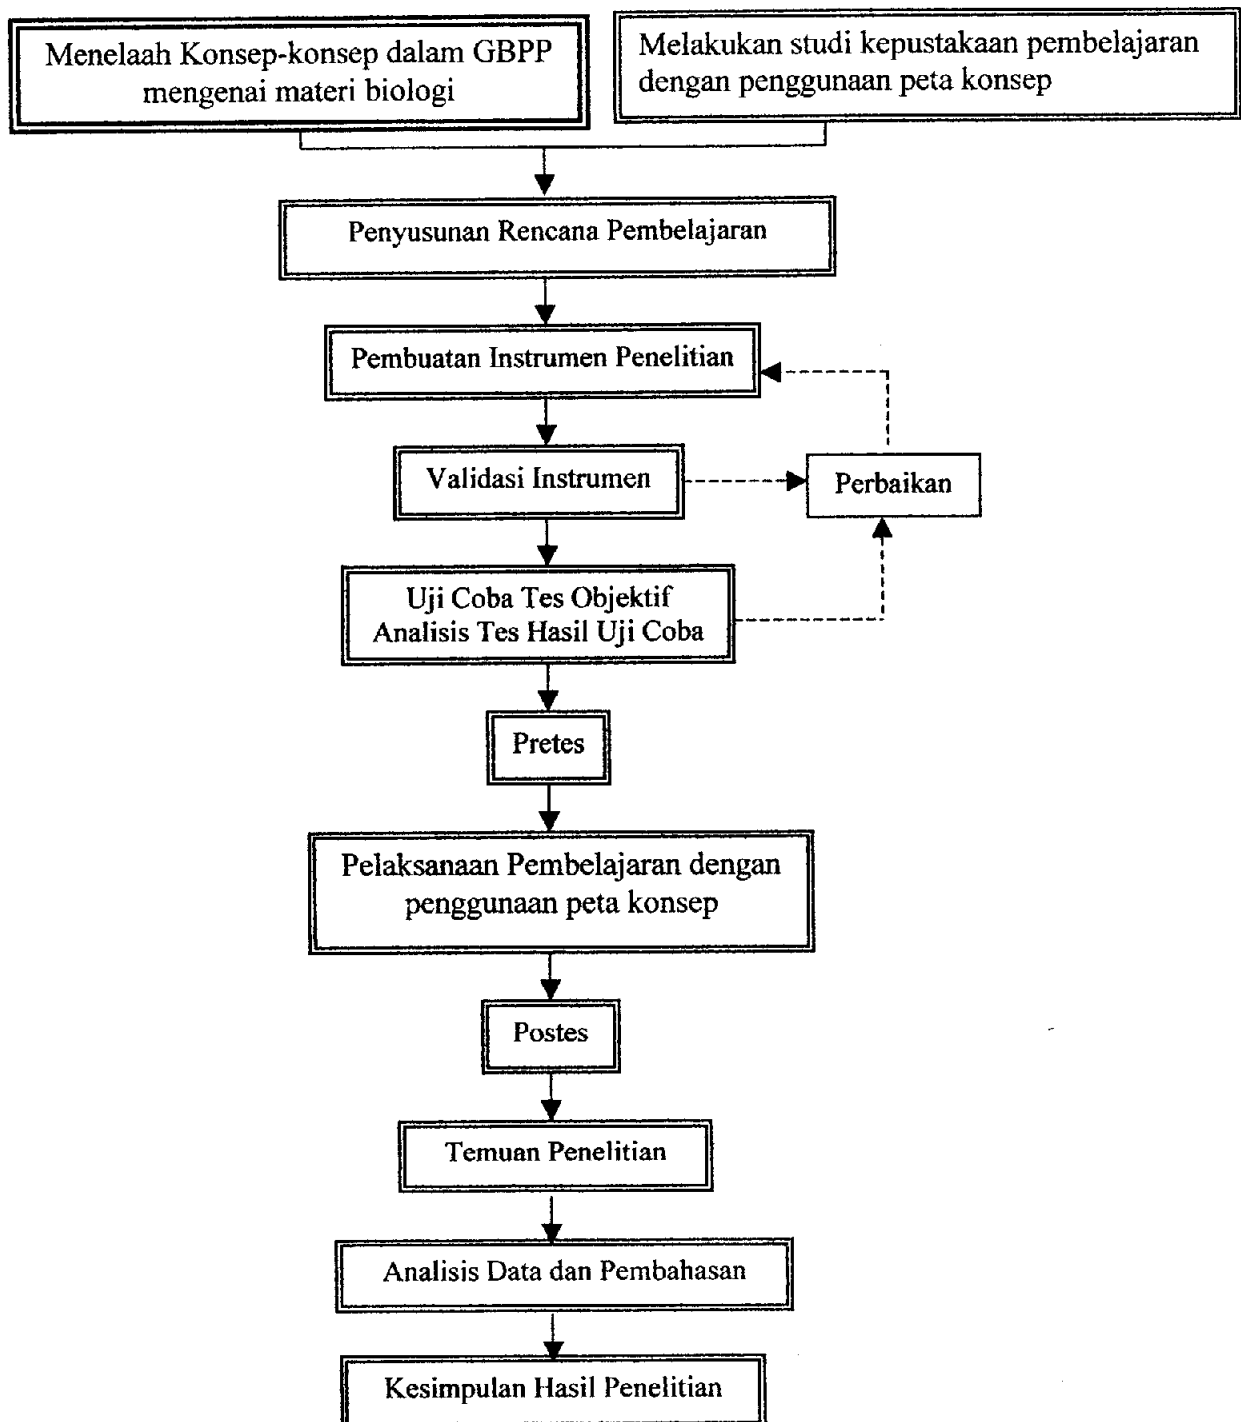 Menelaah Konsep-konsep dalam GBPP
mengenai materi biologi
Melakukan studi kepustakaan pembelajaran
dengan penggunaan peta konsep
Penyusunan Rencana Pembelajaran
Pembuatan Instrumen Penelitian
Validasi Instrumen
Perbaikan
Uji Coba Tes Objektif
Analisis Tes Hasil Uji Coba
Pretes
Pelaksanaan Pembelajaran dengan
penggunaan peta konsep
Postes
Temuan Penelitian
Analisis Data dan Pembahasan
Kesimpulan Hasil Penelitian